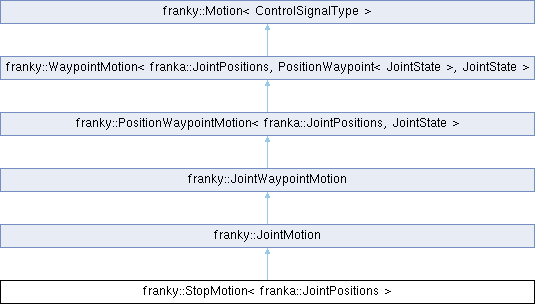 franky::Motion< ControlSignalType >
franky::WaypointMotion< franka::JointPositions, PositionWaypoint< JointState >, JointState >
franky::PositionWaypointMotion< franka::JointPositions, JointState >
franky::JointWaypointMotion
franky::JointMotion
franky::StopMotion< franka::JointPositions >